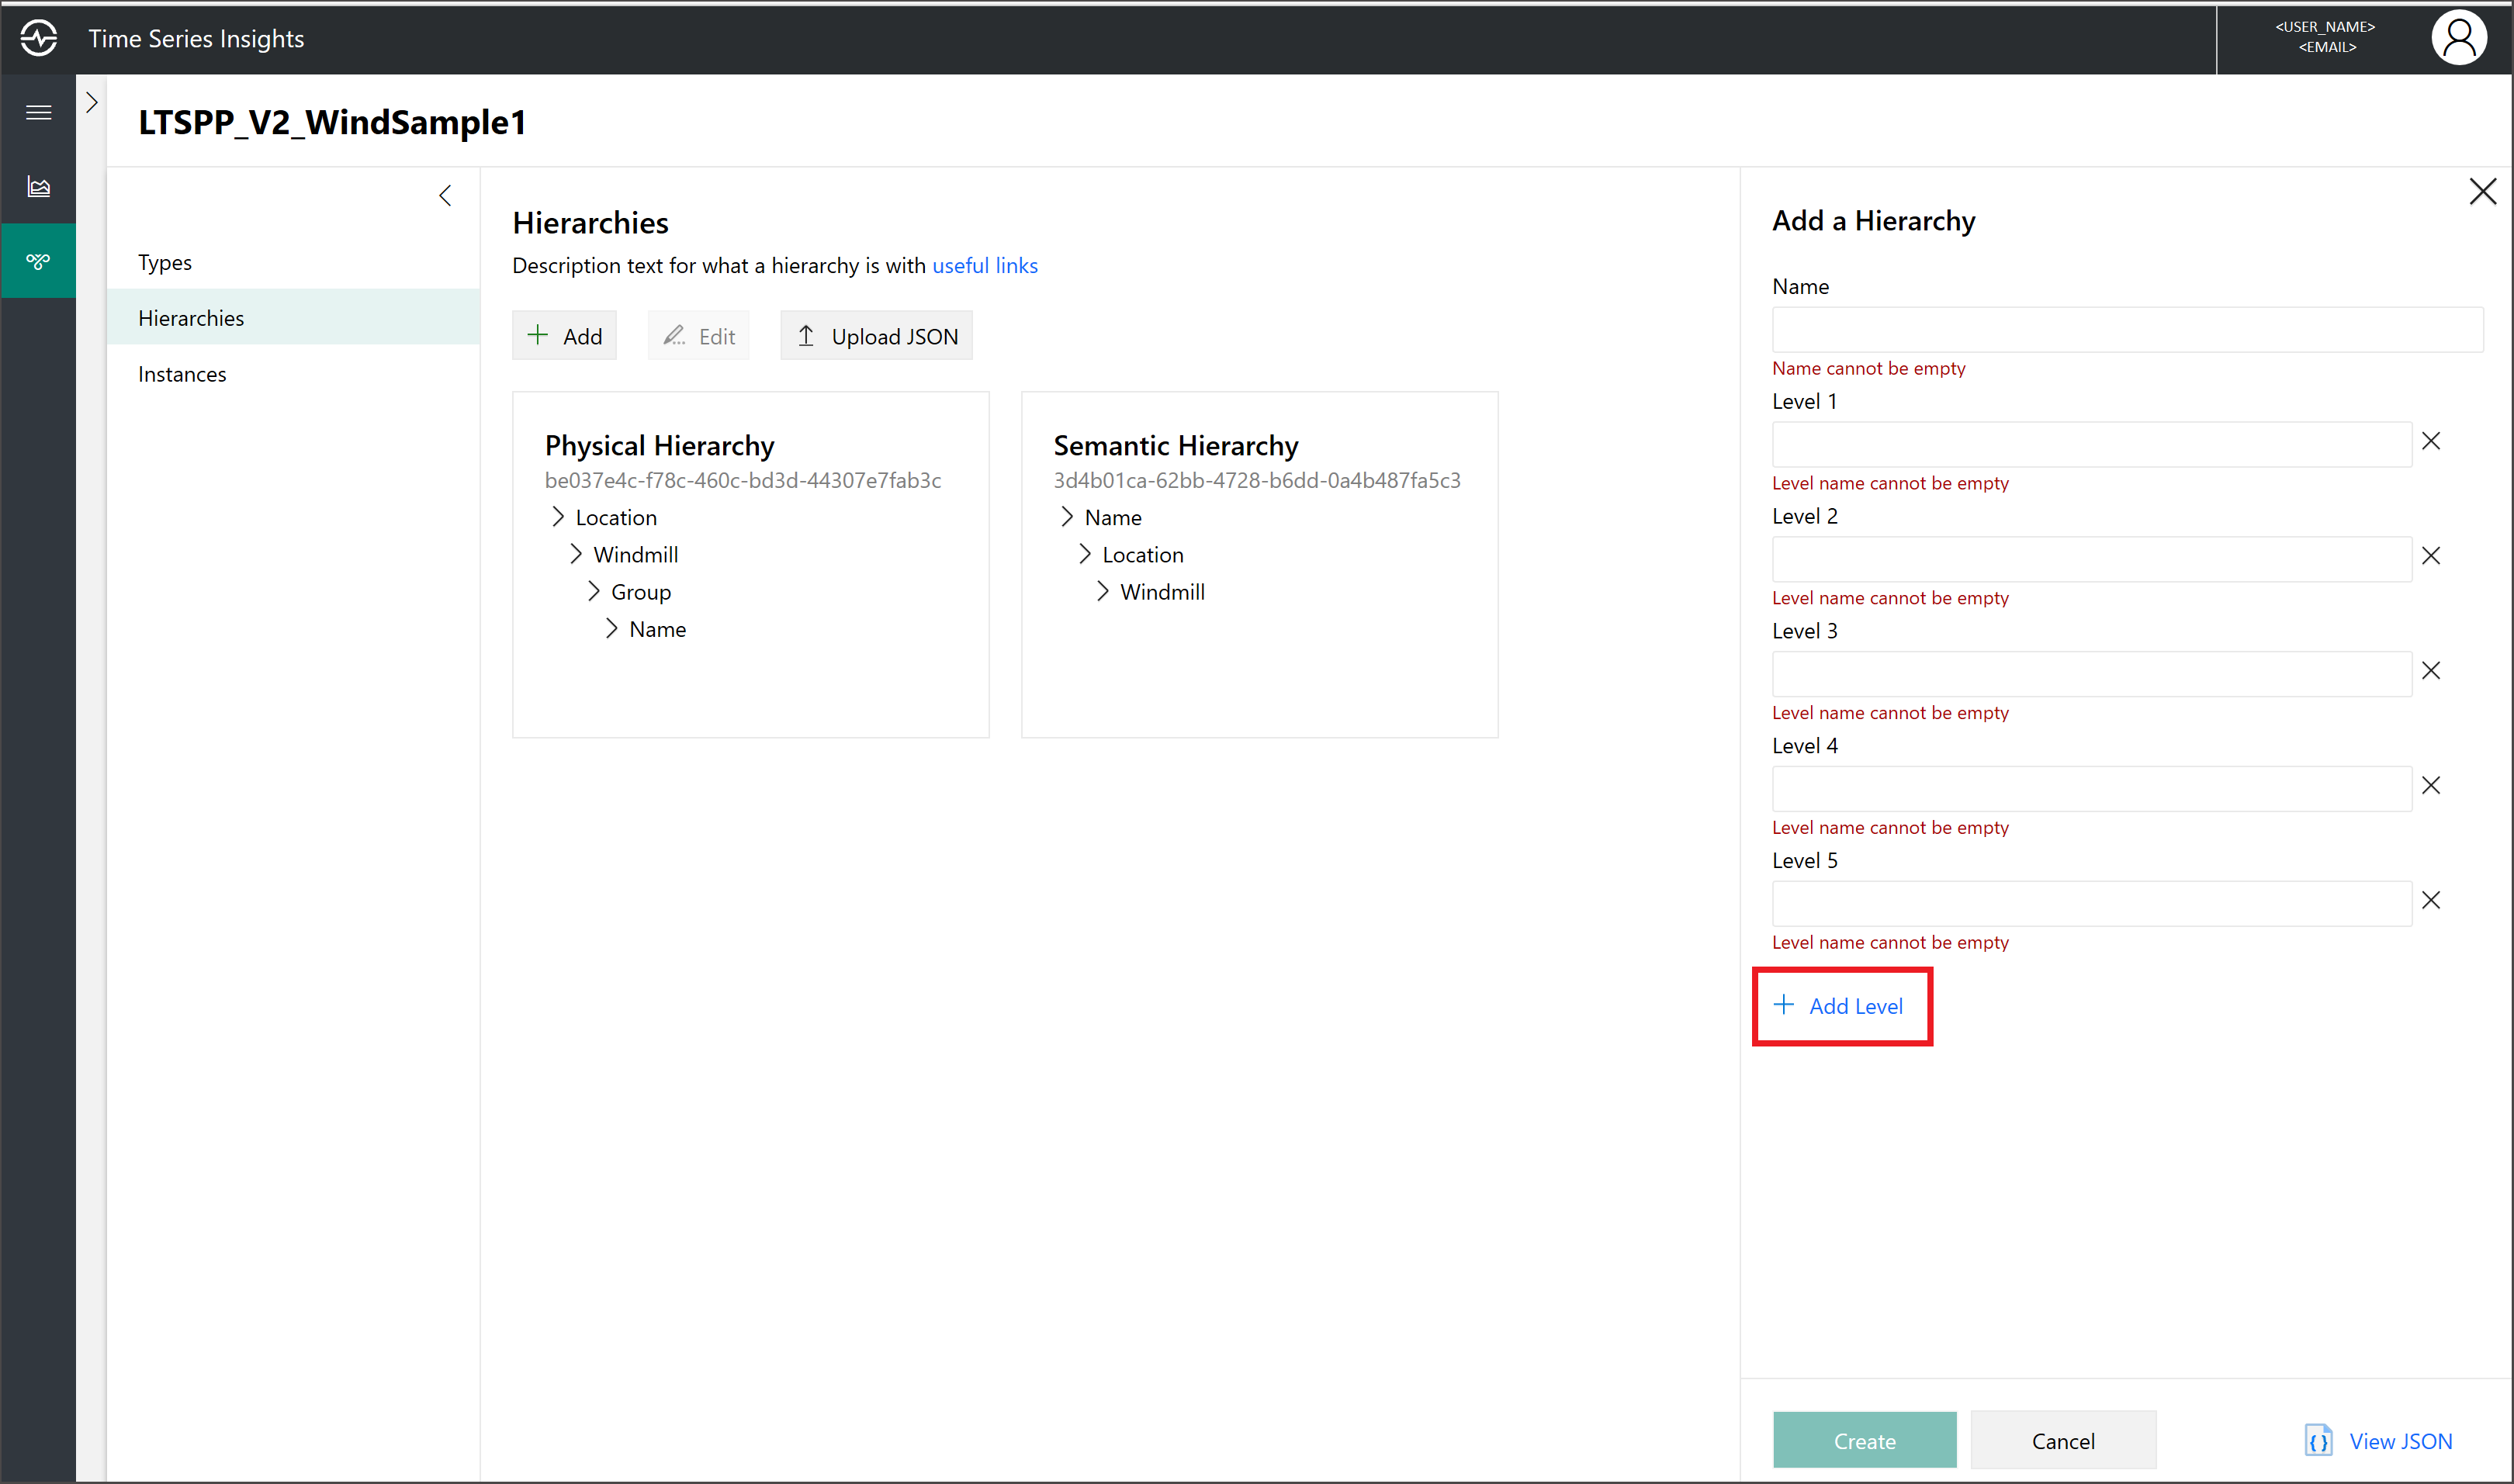 Time Series Insights
<USER_NAME>
<EMAIL>
LTSPP_V2_WindSample1
Types
Hierarchies
Instances
Hierarchies
Description text for what a hierarchy is with useful links
Add
Edit
Upload JSON
Physical Hierarchy
be037e4c-f78c-460c-bd3d-44307e7fab3c
Location
Windmill
Group
Name
Semantic Hierarchy
3d4b01ca-62bb-4728-b6dd-0a4b487fa5c3
Name
Location
Windmill
Add a Hierarchy
Name
Name cannot be empty
Level 1
Level name cannot be empty
Level 2
Level name cannot be empty
Level 3
Level name cannot be empty
Level 4
Level name cannot be empty
Level 5
Level name cannot be empty
Add Level
Create
Cancel
View JSON